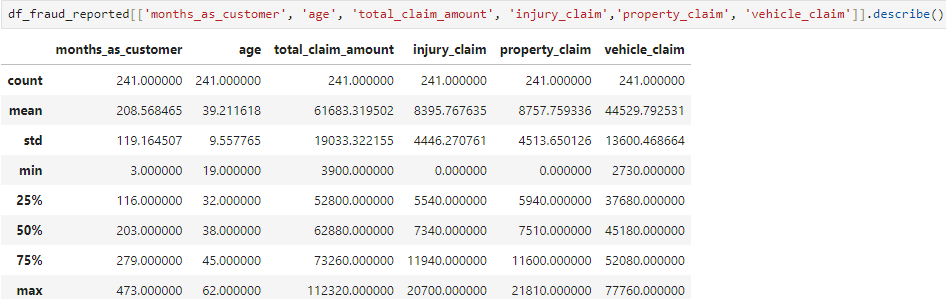 df_fraud_reported[['months_as_customer', 'age', 'total_claim_amount', 'injury_claim','property_claim', 'vehicle_claim']].describe()
months_as_customer age total_claim_amount injury_claim property_claim vehicle_claim
count 241.000000 241.000000 241.000000 241.000000 241.000000 241.000000
mean 208.568465 39.211618 61683.319502 8395.767635 8757.759336 44529.792531
std 119.164507 9.557765 19033.322155 4446.270761 4513.650126 13600.468664
min 3.000000 19.000000 3900.000000 0.000000 0.000000 2730.000000
25% 116.000000 32.000000 52800.000000 5540.000000 5940.000000 37680.000000
50% 203.000000 38.000000 62880.000000 7340.000000 7510.000000 45180.000000
75% 279.000000 45.000000 73260.000000 11940.000000 11600.000000 52080.000000
max 473.000000 62.000000 112320.000000 20700.000000 21810.000000 77760.000000